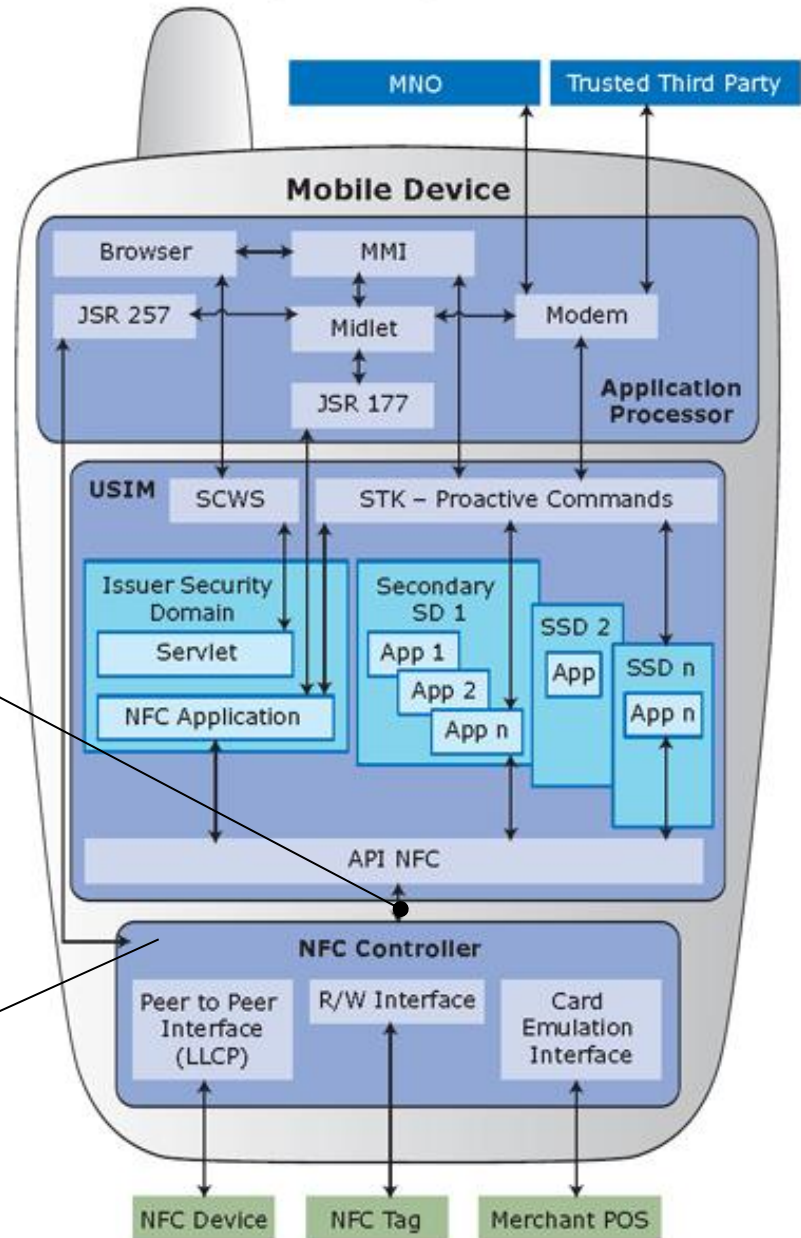 MNO
Trusted Third Party
Mobile Device
Browser
MMI
JSR 257
Midlet
Modem
JSR 177
Application
Processor
USIM
SCWS
STK – Proactive Commands
Issuer Security
Domain
Servlet
NFC Application
Secondary
SD 1
App 1
App 2
App n
SSD 2
App
SSD n
App n
API NFC
NFC Controller
Peer to Peer
Interface
(LLCP)
R/W Interface
Card
Emulation
Interface
NFC Device
NFC Tag
Merchant POS